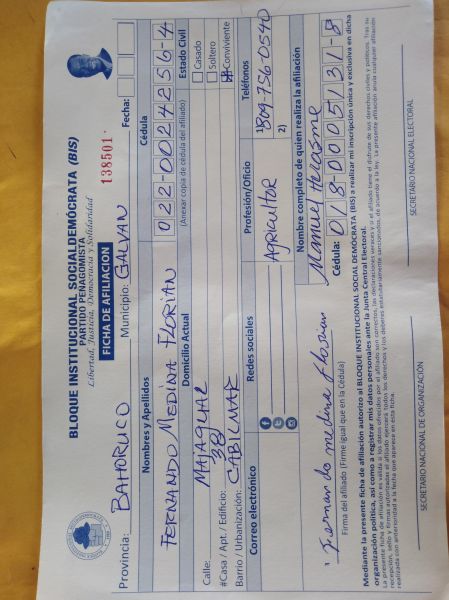 BLOQUE INSTITUCIONAL SOCIALDEMÓCRATA (BIS)
PARTIDO PEÑAGOMISTA
Libertad, Justicia, Democracia y Solidaridad
FICHA DE AFILIACION
138501
Provincia: BAHORUCO Municipio: GALVAN Fecha:
Nombres y Apellidos Cédula
FERNANDO MEDINA FLORIAN 022-0024256-4
(Anexar copia de cédula del afiliado)
Domicilio Actual Estado Civil
Calle: MAJAGUAL
#Casa / Apt. / Edificio: 38
Barrio / Urbanización: CABILMAR
Casado
Soltero
Conviviente
Correo electrónico Redes sociales Profesión/Oficio Teléfonos
AGRICULTOR 1) 809-756-0540
2)
Nombre completo de quien realiza la afiliación
Fernando medina florian Manuel
Firma del afiliado (Firme igual que en la Cédula) Cédula: 018-0005131-8
Mediante la presente ficha de afiliación autorizo al BLOQUE INSTITUCIONAL SOCIAL DEMÓCRATA (BIS) a realizar mi inscripción única y exclusiva en dicha
organización política, así como a registrar mis datos personales ante la Junta Central Electoral.
SECRETARIO NACIONAL DE ORGANIZACIÓN SECRETARIO NACIONAL ELECTORAL